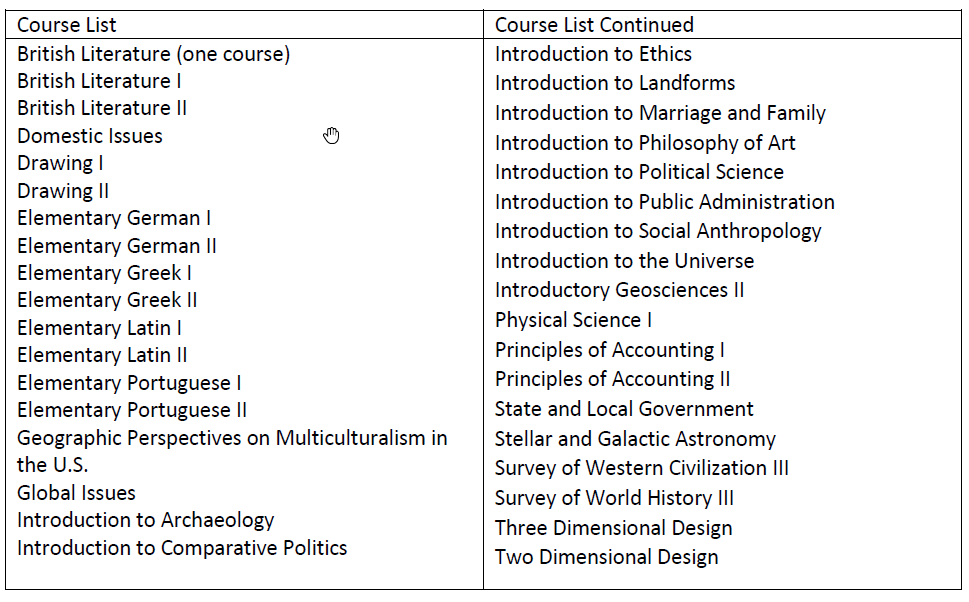 Course List
British Literature (one course)
British Literature I
British Literature II
Domestic Issues
Drawing I
Drawing II
Elementary German I
Elementary German II
Elementary Greek I
Elementary Greek II
Elementary Latin I
Elementary Latin II
Elementary Portuguese I
Elementary Portuguese II
Geographic Perspectives on Multiculturalism in
the U.S.
Global Issues
Introduction to Archaeology
Introduction to Comparative Politics
Course List Continued
Introduction to Ethics
Introduction to Landforms
Introduction to Marriage and Family
Introduction to Philosophy of Art
Introduction to Political Science
Introduction to Public Administration
Introduction to Social Anthropology
Introduction to the Universe
Introductory Geosciences II
Physical Science I
Principles of Accounting I
Principles of Accounting II
State and Local Government
Stellar and Galactic Astronomy
Survey of Western Civilization III
Survey of World History III
Three Dimensional Design
Two Dimensional Design